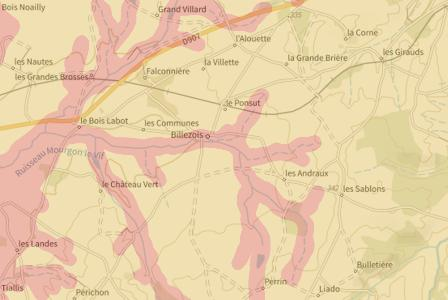 Bois Noailly
Grand Villard
.335
D907
l'Alouette
la Corne
les Girauds
la Grande Brière
les Nautes
la Villette
Falconnière
les Grandes Brosses
le Ponsut
le Bois Labot
les Communes
Billezois
Ruisseau Mourgon le Vif
le Château Vert
les Andraux
342
les Sablons
les Landes
Bulletière
Perrin
Tiallis
Périchon
Liado